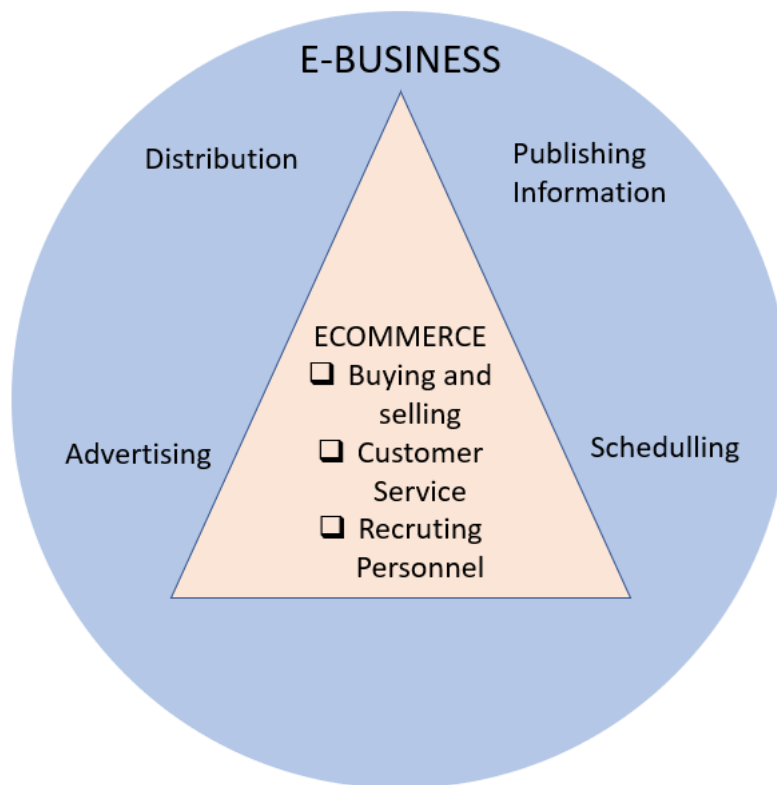 E-BUSINESS
Distribution
Publishing
Information
ECOMMERCE
❑ Buying and
selling
❑ Customer
Service
❑ Recruting
Personnel
Advertising
Schedulling